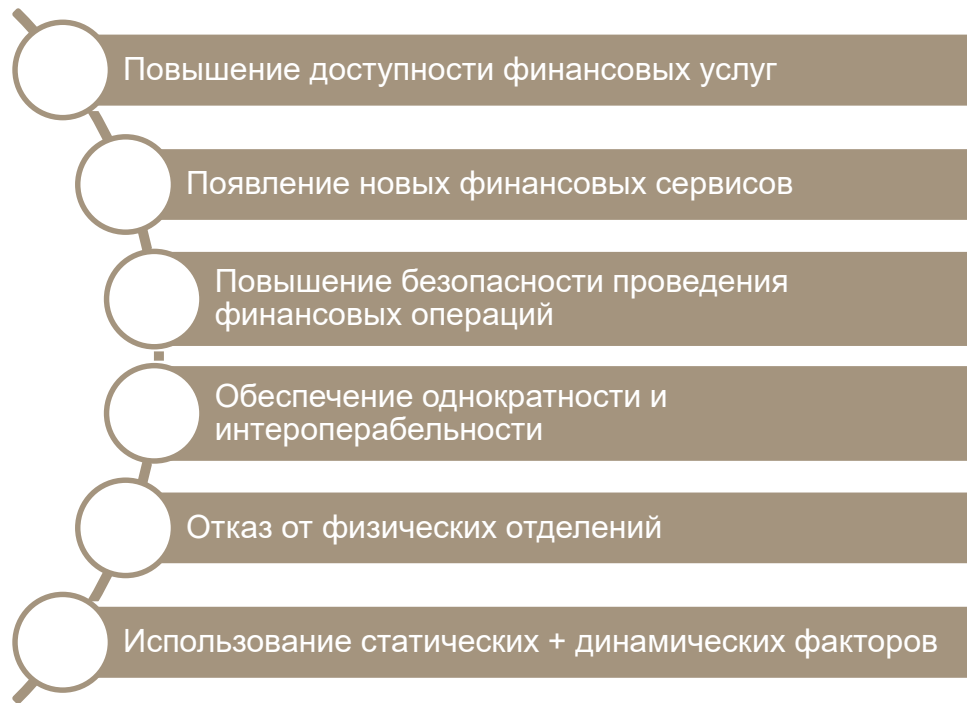 Повышение доступности финансовых услуг
Появление новых финансовых сервисов
Повышение безопасности проведения
финансовых операций
Обеспечение однократности и
интероперабельности
Отказ от физических отделений
Использование статических + динамических факторов